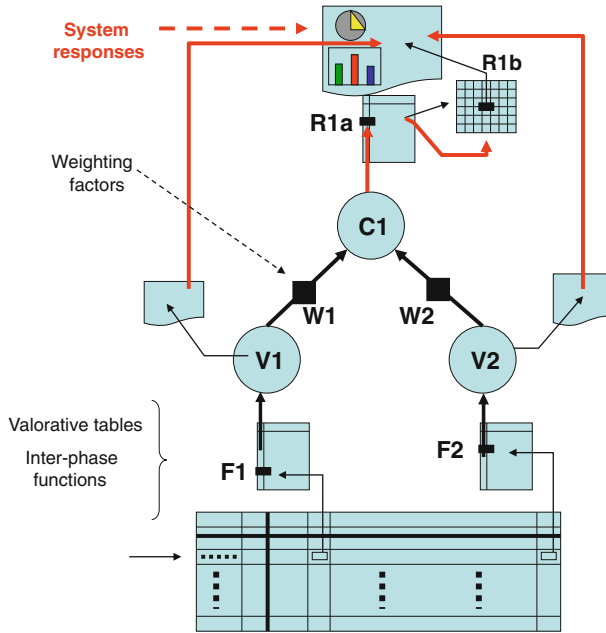 System
responses
R1b
R1a
Weighting
factors
C1
W1
W2
V1
V2
Valorative tables
Inter-phase
functions
F1
F2